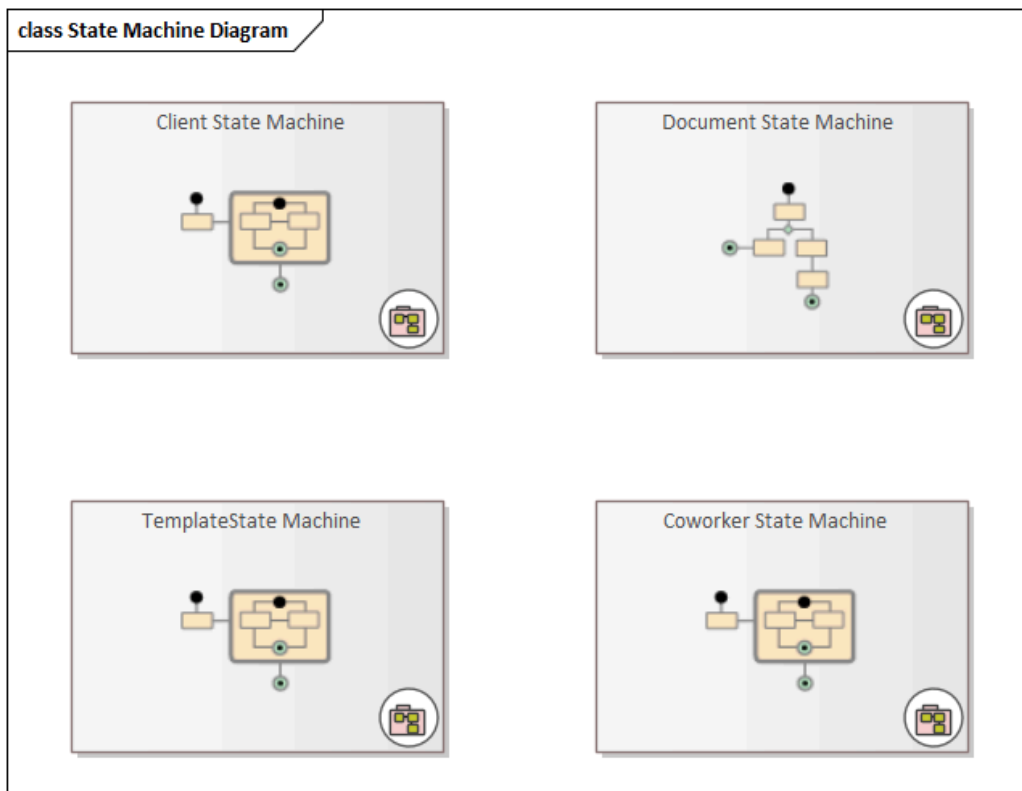 class State Machine Diagram
Client State Machine
Document State Machine
TemplateState Machine
Coworker State Machine